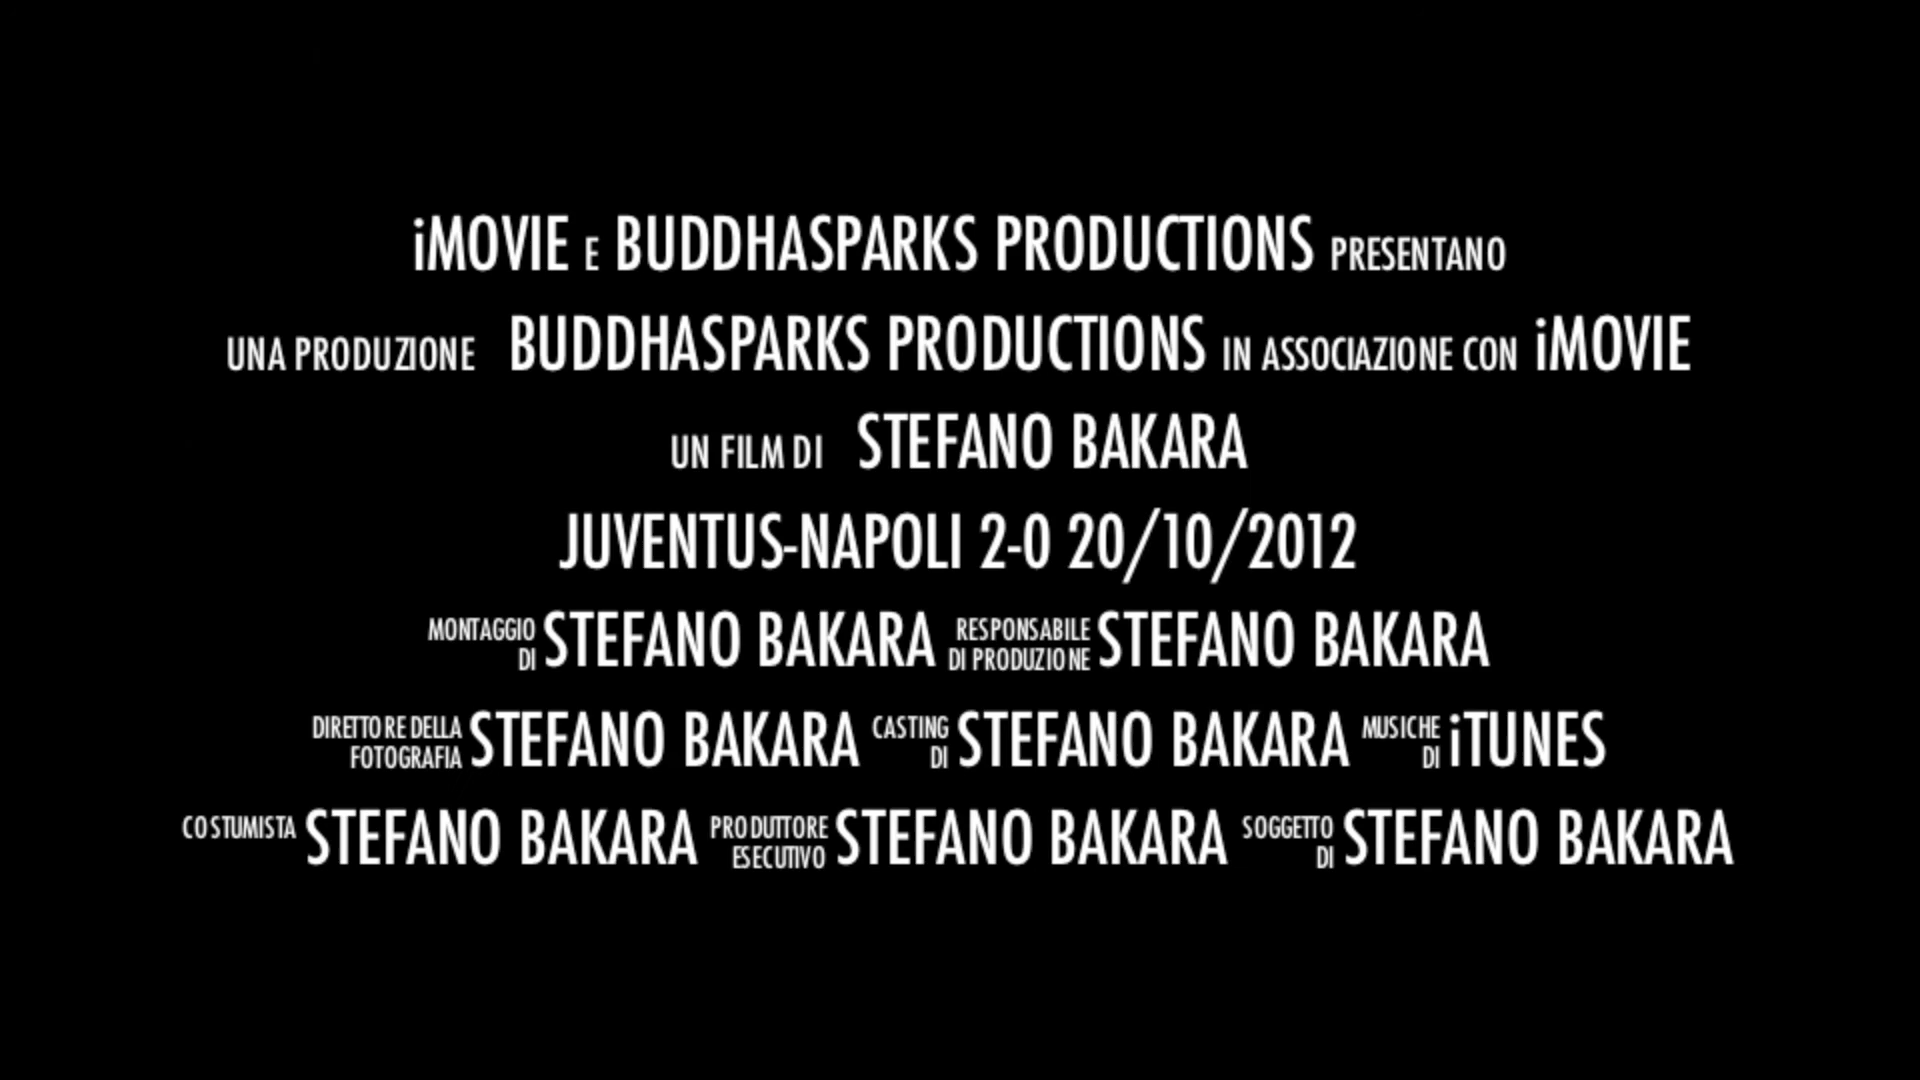 iMOVIE E BUDDHASPARKS PRODUCTIONS PRESENTANO
UNA PRODUZIONE BUDDHASPARKS PRODUCTIONS IN ASSOCIAZIONE CON iMOVIE
UN FILM DI STEFANO BAKARA
JUVENTUS-NAPOLI 2-0 20/10/2012
MONTAGGIO DI STEFANO BAKARA RESPONSABILE DI PRODUZIONE STEFANO BAKARA
DIRETTORE DELLA FOTOGRAFIA STEFANO BAKARA CASTING DI STEFANO BAKARA MUSICHE DI iTUNES
COSTUMISTA STEFANO BAKARA PRODUTTORE ESECUTIVO STEFANO BAKARA SOGGETTO DI STEFANO BAKARA